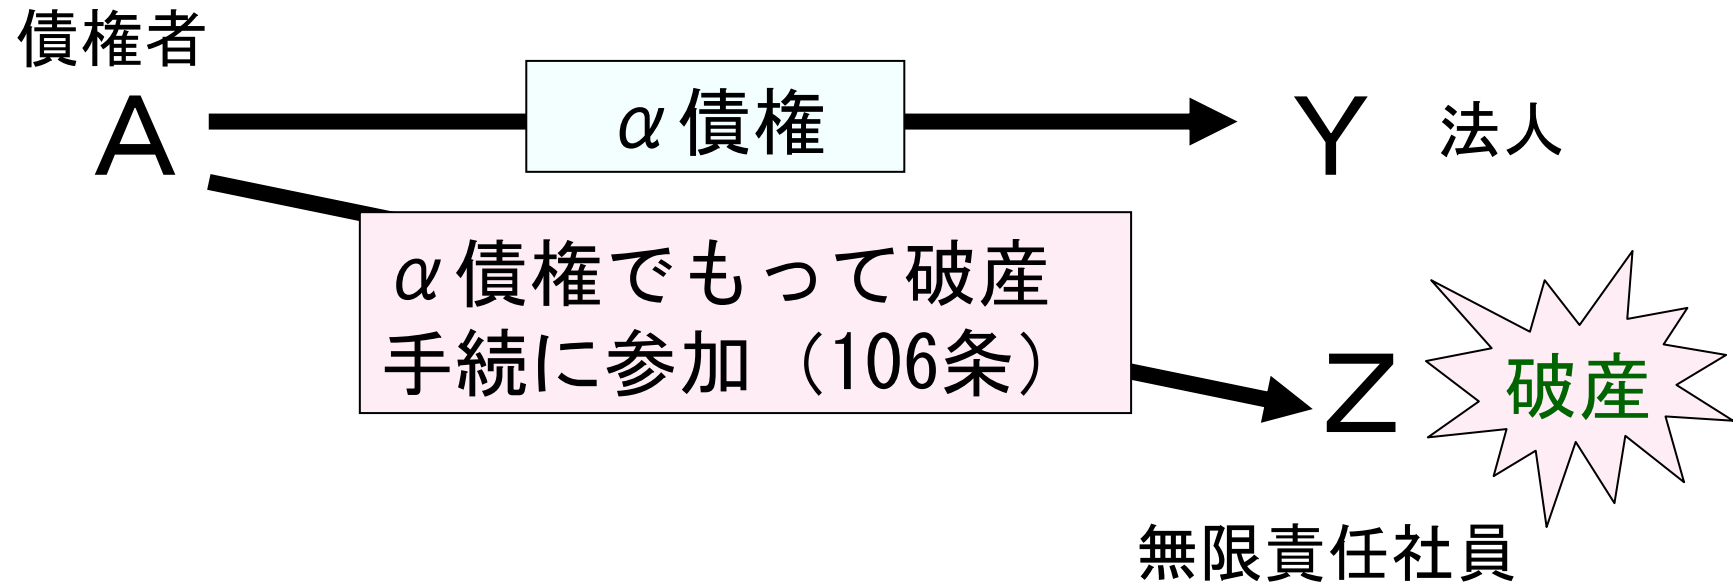 債権者
A
α債権
Y
法人
α債権でもって破産
手続に参加（106条）
Z
破産
無限責任社員